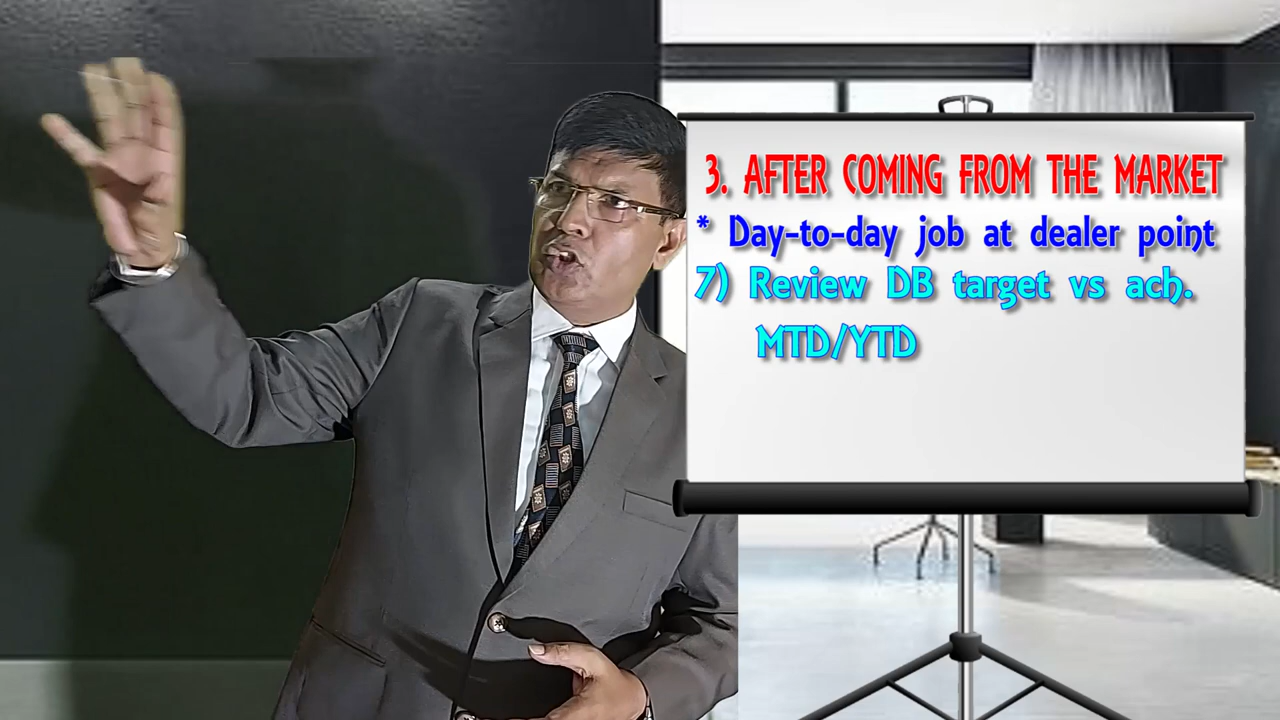 3. AFTER COMING FROM THE MARKET
* Day-to-day job at dealer point
7) Review DB target vs ach.
MTD/YTD